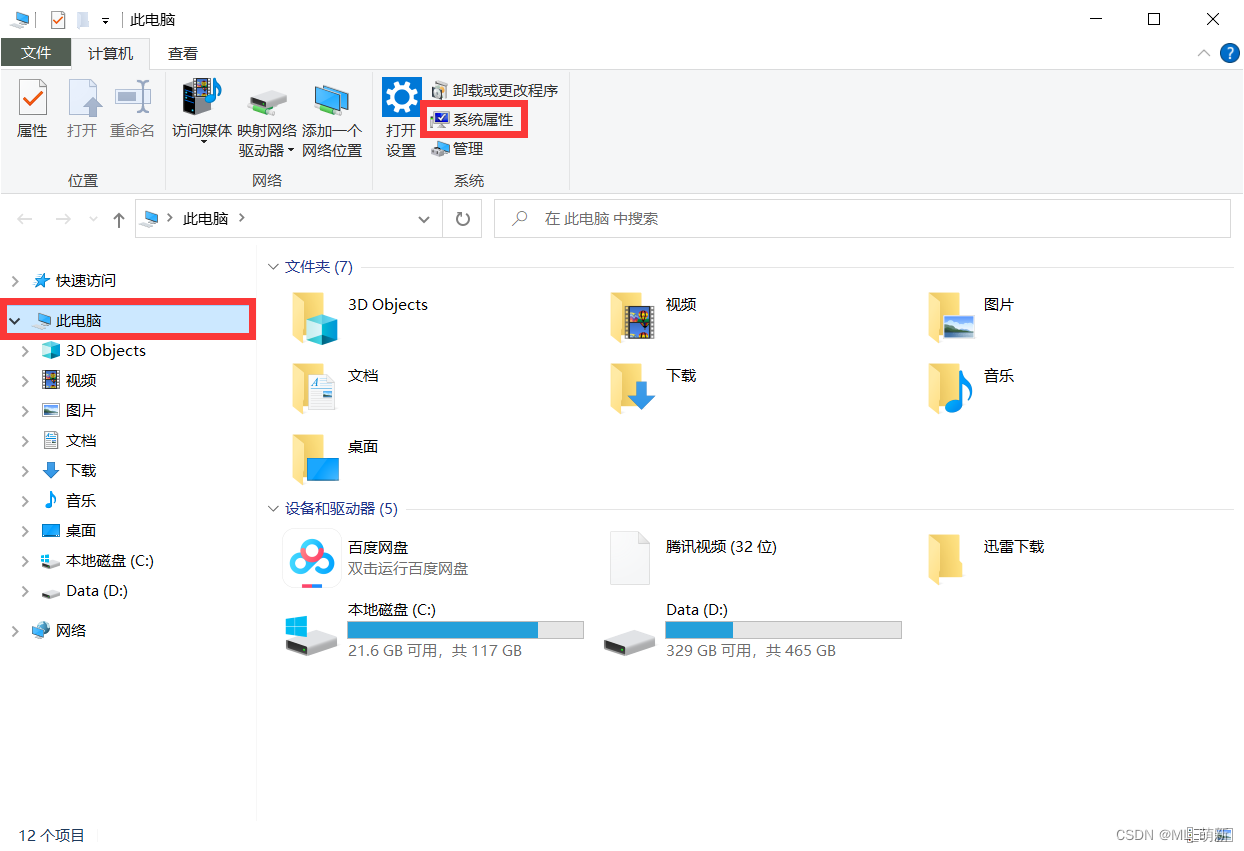 此电脑
文件 计算机 查看
属性 打开 重命名
位置
访问媒体 映射网络驱动器 添加一个网络位置
网络
打开设置
卸载或更改程序
系统属性
管理
系统
此电脑
在 此电脑 中搜索
快速访问
此电脑
3D Objects
视频
图片
文档
下载
音乐
桌面
本地磁盘 (C:)
Data (D:)
网络
文件夹 (7)
3D Objects
视频
图片
文档
下载
音乐
桌面
设备和驱动器 (5)
百度网盘
双击运行百度网盘
腾讯视频 (32 位)
迅雷下载
本地磁盘 (C:)
21.6 GB 可用，共 117 GB
Data (D:)
329 GB 可用，共 465 GB
12 个项目
CSDN